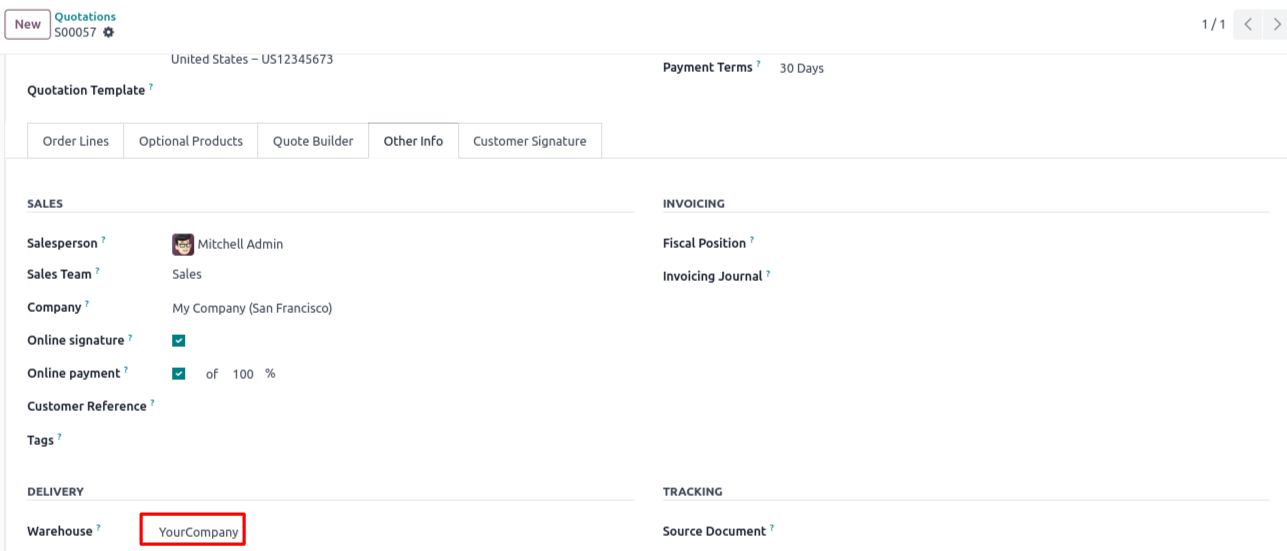 New
Quotations
S00057
1 / 1
United States – US12345673
Quotation Template ?
Payment Terms ? 30 Days
Order Lines Optional Products Quote Builder Other Info Customer Signature
SALES
Salesperson ? Mitchell Admin
Sales Team ? Sales
Company ? My Company (San Francisco)
Online signature ?
Online payment ? of 100 %
Customer Reference ?
Tags ?
INVOICING
Fiscal Position ?
Invoicing Journal ?
DELIVERY
Warehouse ? YourCompany
TRACKING
Source Document ?